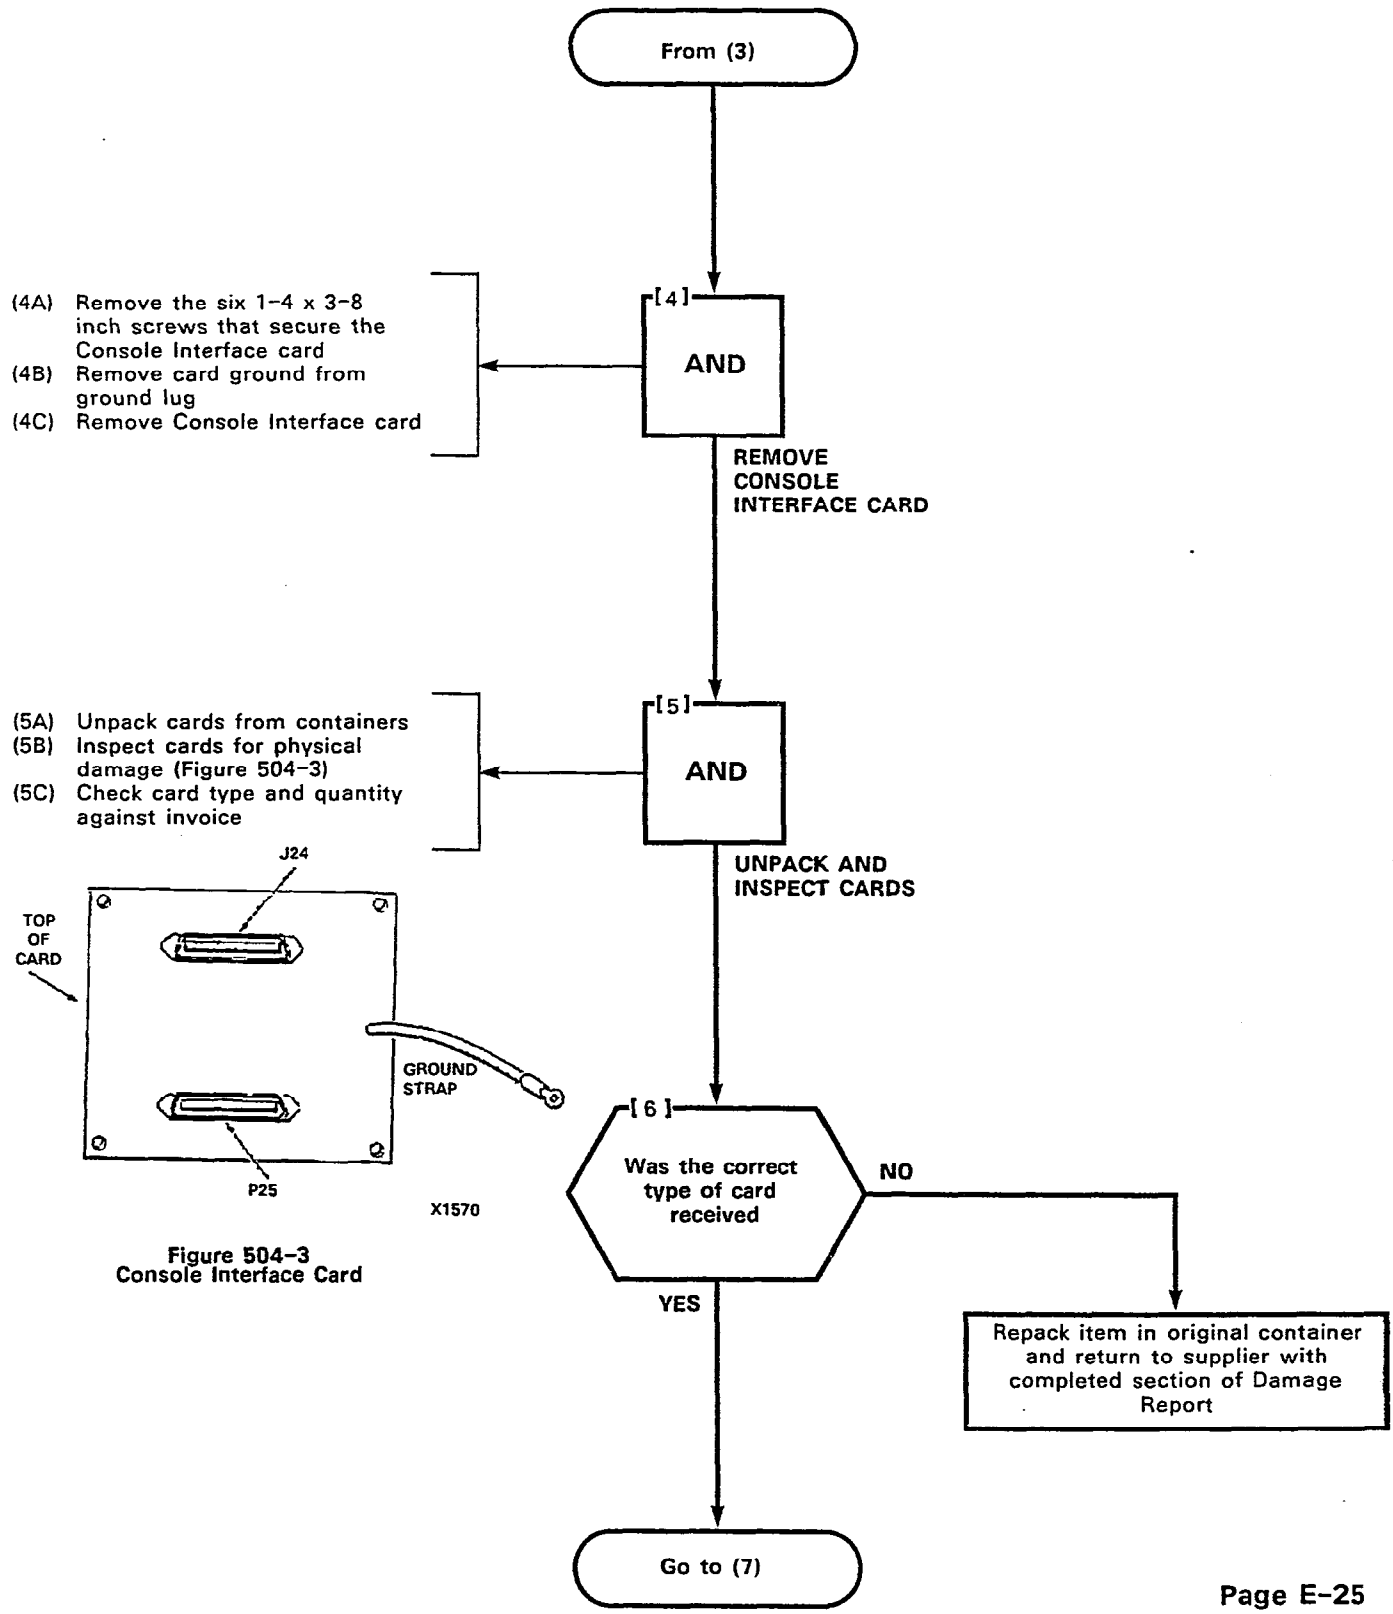 From (3)
[4]
AND
(4A) Remove the six 1-4 x 3-8
inch screws that secure the
Console Interface card
(4B) Remove card ground from
ground lug
(4C) Remove Console Interface card
REMOVE
CONSOLE
INTERFACE CARD
[5]
AND
(5A) Unpack cards from containers
(5B) Inspect cards for physical
damage (Figure 504-3)
(5C) Check card type and quantity
against invoice
UNPACK AND
INSPECT CARDS
J24
TOP
OF
CARD
GROUND
STRAP
P25
X1570
Figure 504-3
Console Interface Card
[6]
Was the correct
type of card
received
NO
YES
Repack item in original container
and return to supplier with
completed section of Damage
Report
Go to (7)
Page E-25